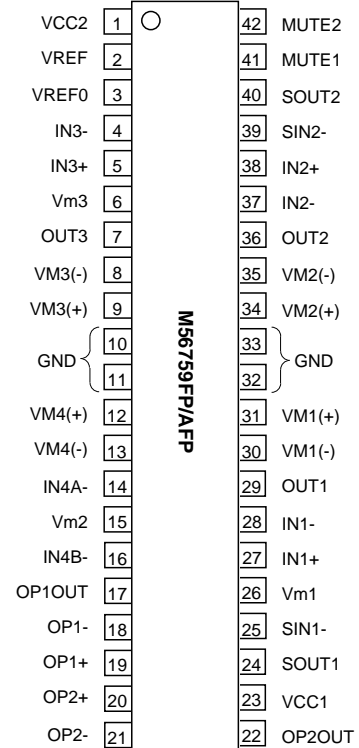 VCC2 1 42 MUTE2
VREF 2 41 MUTE1
VREF0 3 40 SOUT2
IN3- 4 39 SIN2-
IN3+ 5 38 IN2+
Vm3 6 37 IN2-
OUT3 7 36 OUT2
VM3(-) 8 35 VM2(-)
VM3(+) 9 34 VM2(+)
10 33
GND GND
11 32
VM4(+) 12 31 VM1(+)
VM4(-) 13 30 VM1(-)
IN4A- 14 29 OUT1
Vm2 15 28 IN1-
IN4B- 16 27 IN1+
OP1OUT 17 26 Vm1
OP1- 18 25 SIN1-
OP1+ 19 24 SOUT1
OP2+ 20 23 VCC1
OP2- 21 22 OP2OUT
M56759FP/AFP